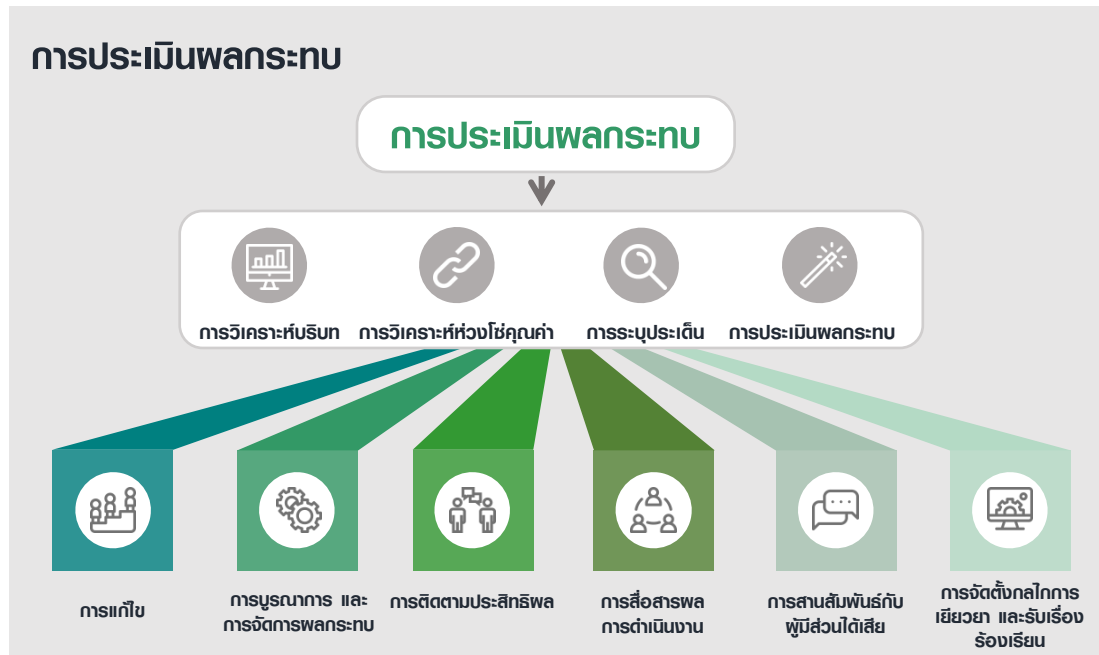 การประเมินผลกระทบ
การประเมินผลกระทบ
การวิเคราะห์บริบท การวิเคราะห์ห่วงโซ่คุณค่า การระบุประเด็น การประเมินผลกระทบ
การแก้ไข
การบูรณาการ และ
การจัดการผลกระทบ
การติดตามประสิทธิผล
การสื่อสารผล
การดำเนินงาน
การสานสัมพันธ์กับ
ผู้มีส่วนได้เสีย
การจัดตั้งกลไกการ
เยียวยา และรับเรื่อง
ร้องเรียน